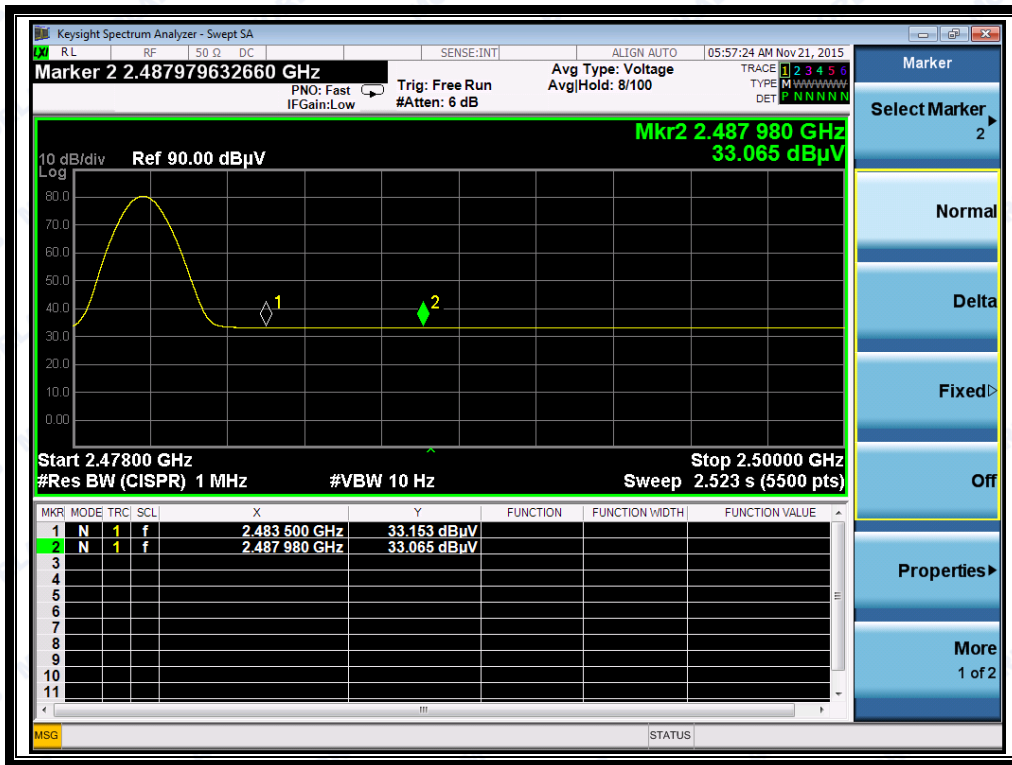 Keysight Spectrum Analyzer - Swept SA
LXI RL RF 50 Ω DC SENSE:INT ALIGN AUTO 05:57:24 AM Nov 21, 2015
Marker 2 2.487979632660 GHz
PNO: Fast
IFGain:Low
Trig: Free Run
#Atten: 6 dB
Avg Type: Voltage
Avg|Hold: 8/100
TRACE 1 2 3 4 5 6
TYPE M W W W W W
DET P N N N N N
Mkr2 2.487 980 GHz
33.065 dBµV
10 dB/div Ref 90.00 dBµV
Log
80.0
70.0
60.0
50.0
40.0
30.0
20.0
10.0
0.00
1
2
Start 2.47800 GHz Stop 2.50000 GHz
#Res BW (CISPR) 1 MHz #VBW 10 Hz Sweep 2.523 s (5500 pts)
MKR MODE TRC SCL X Y FUNCTION FUNCTION WIDTH FUNCTION VALUE
1 N 1 f 2.483 500 GHz 33.153 dBµV
2 N 1 f 2.487 980 GHz 33.065 dBµV
3
4
5
6
7
8
9
10
11
MSG STATUS
Marker
Select Marker
2
Normal
Delta
Fixed
Off
Properties
More
1 of 2